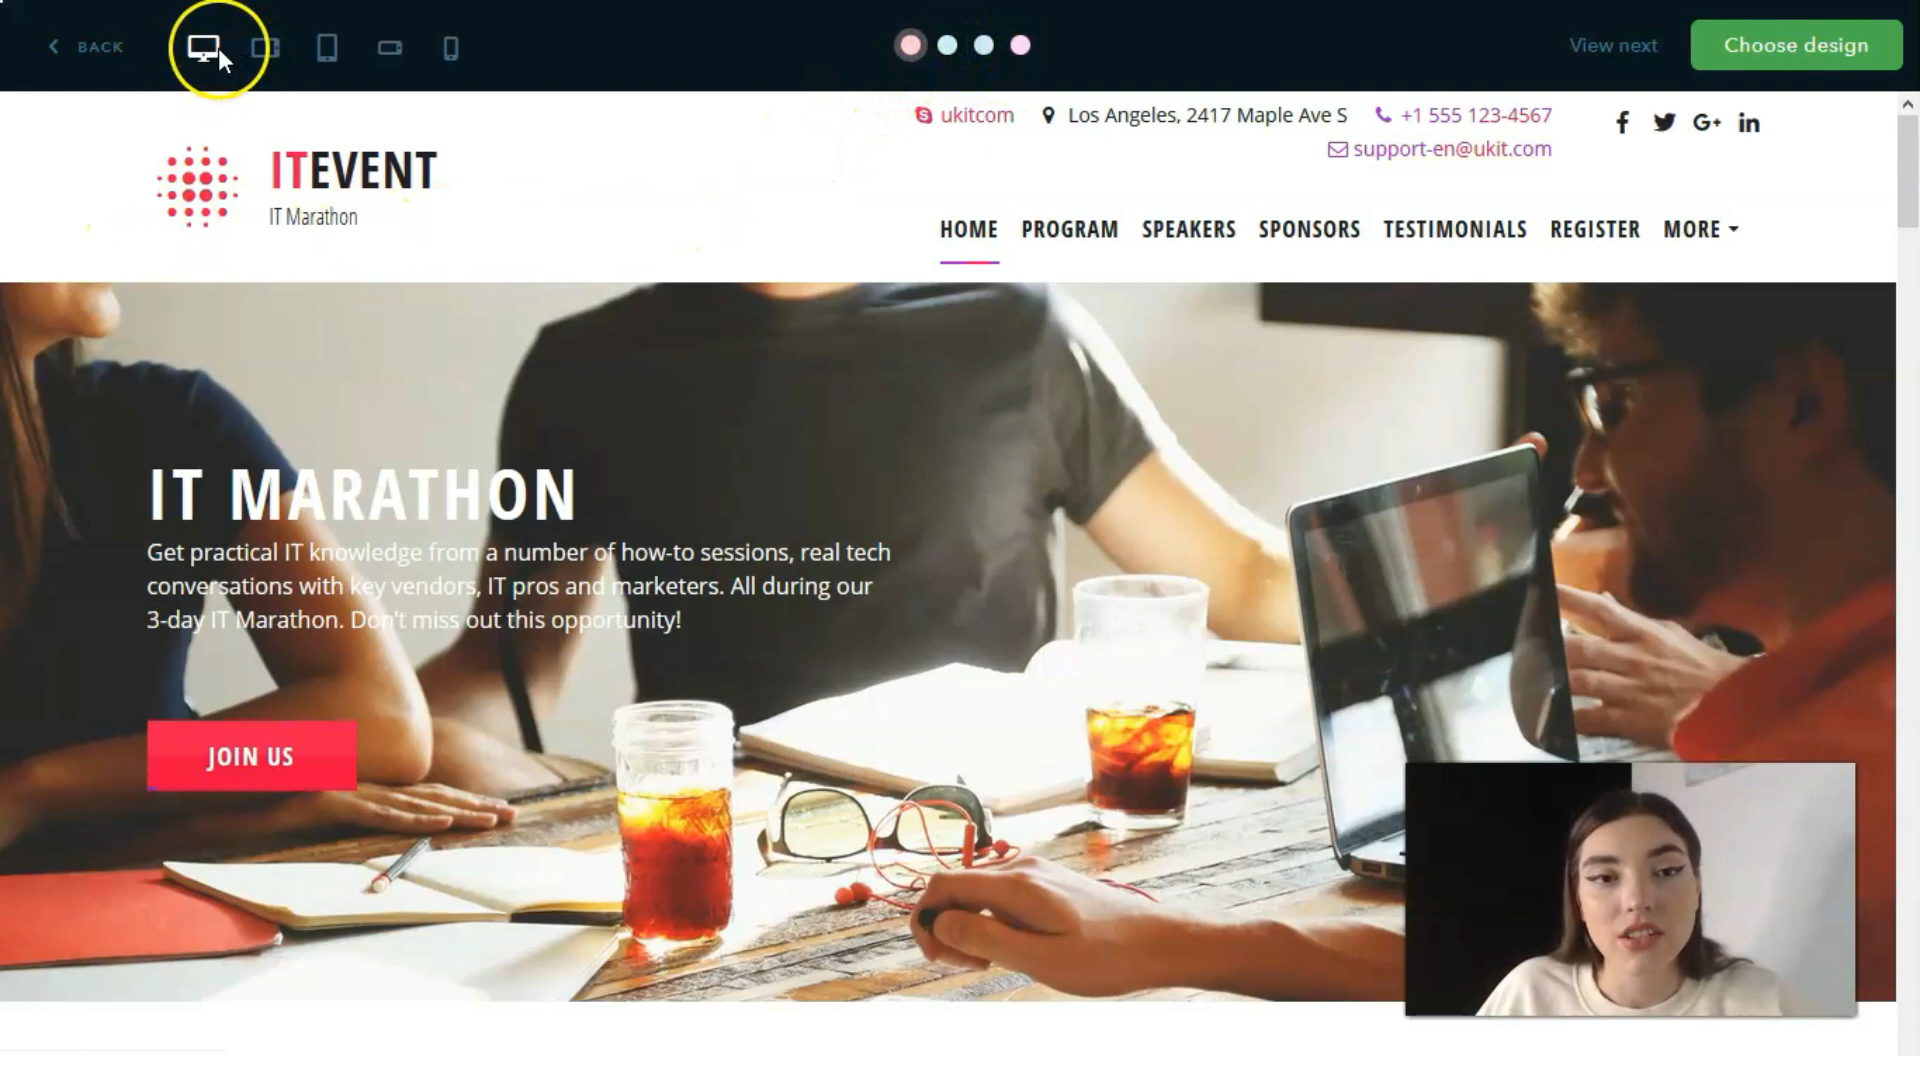 BACK
View next
Choose design
ukitcom
Los Angeles, 2417 Maple Ave S
+1 555 123-4567
support-en@ukit.com
ITEVENT
IT Marathon
HOME PROGRAM SPEAKERS SPONSORS TESTIMONIALS REGISTER MORE
IT MARATHON
Get practical IT knowledge from a number of how-to sessions, real tech
conversations with key vendors, IT pros and marketers. All during our
3-day IT Marathon. Don't miss out this opportunity!
JOIN US